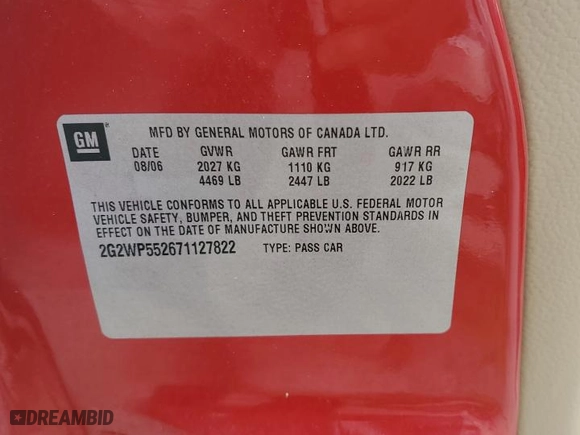 GM
MFD BY GENERAL MOTORS OF CANADA LTD.
DATE GVWR GAWR FRT GAWR RR
08/06 2027 KG 1110 KG 917 KG
4469 LB 2447 LB 2022 LB
THIS VEHICLE CONFORMS TO ALL APPLICABLE U.S. FEDERAL MOTOR
VEHICLE SAFETY, BUMPER, AND THEFT PREVENTION STANDARDS IN
EFFECT ON THE DATE OF MANUFACTURE SHOWN ABOVE.
2G2WP552671127822 TYPE: PASS CAR
DREAMBID